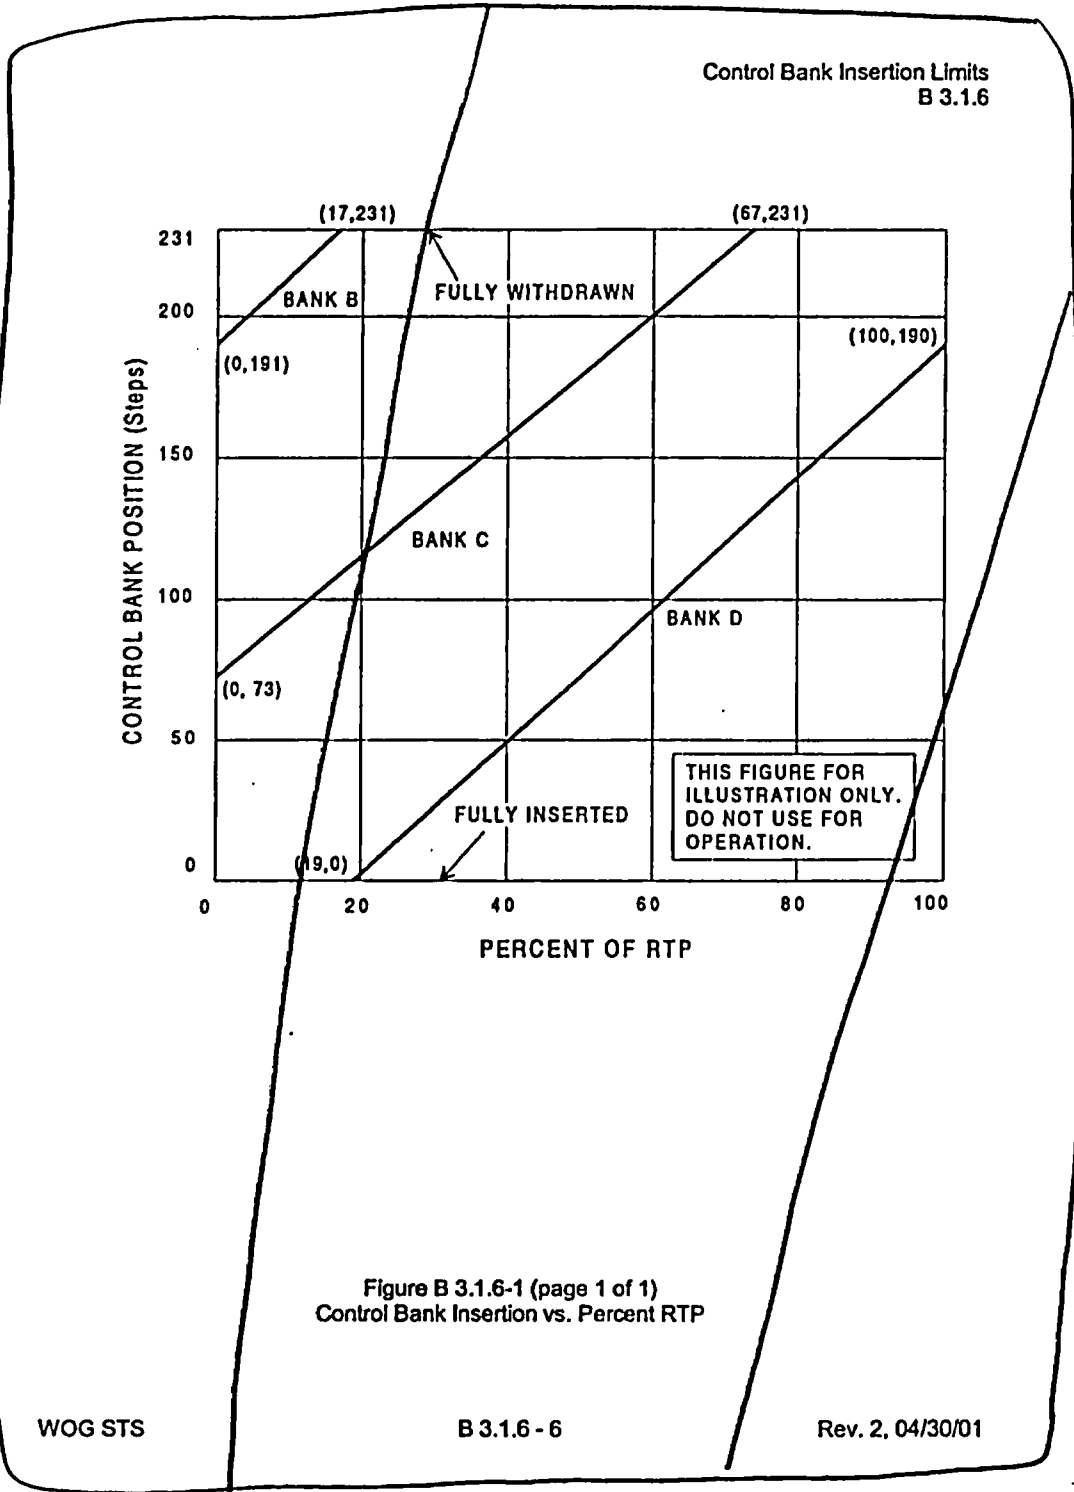 Control Bank Insertion Limits
B 3.1.6
(17,231)
(67,231)
231
FULLY WITHDRAWN
BANK B
200
(100,190)
(0,191)
CONTROL BANK POSITION (Steps)
150
BANK C
100
BANK D
(0, 73)
50
THIS FIGURE FOR
ILLUSTRATION ONLY.
DO NOT USE FOR
OPERATION.
FULLY INSERTED
0
(19,0)
0 20 40 60 80 100
PERCENT OF RTP
Figure B 3.1.6-1 (page 1 of 1)
Control Bank Insertion vs. Percent RTP
WOG STS B 3.1.6 - 6 Rev. 2, 04/30/01